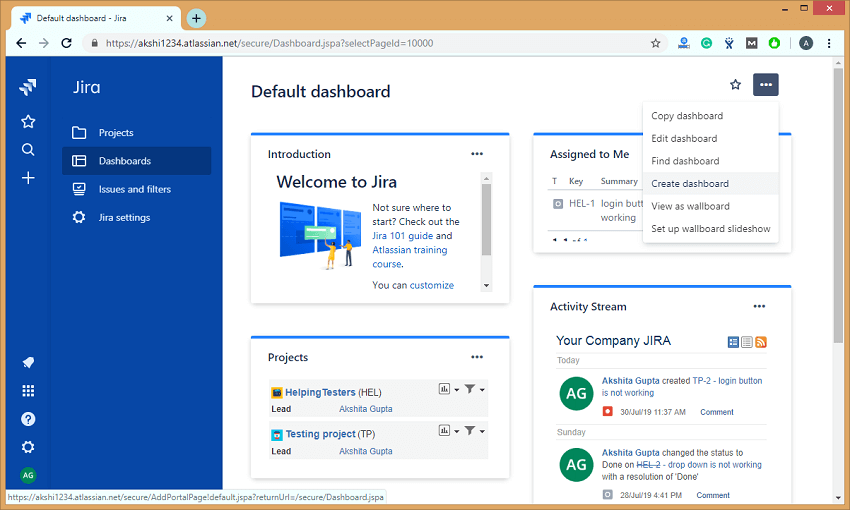 Default dashboard - Jira
https://akshi1234.atlassian.net/secure/Dashboard.jspa?selectPageId=10000
A
Jira
Projects
Dashboards
Issues and filters
Jira settings
AG
Default dashboard
Copy dashboard
Edit dashboard
Find dashboard
Create dashboard
View as wallboard
Set up wallboard slideshow
Introduction
Welcome to Jira
Not sure where to
start? Check out the
Jira 101 guide and
Atlassian training
course.
You can customize
Projects
HelpingTesters (HEL)
Lead Akshita Gupta
Testing project (TP)
Lead Akshita Gupta
Assigned to Me
T Key Summary
HEL-1 login butt
working
Activity Stream
Your Company JIRA
Today
AG
Akshita Gupta created TP-2 - login button
is not working
30/Jul/19 11:37 AM Comment
Sunday
AG
Akshita Gupta changed the status to
Done on HEL-2 - drop down is not working
with a resolution of 'Done'
28/Jul/19 4:41 PM Comment
https://akshi1234.atlassian.net/secure/AddPortalPage!default.jspa?returnUrl=/secure/Dashboard.jspa